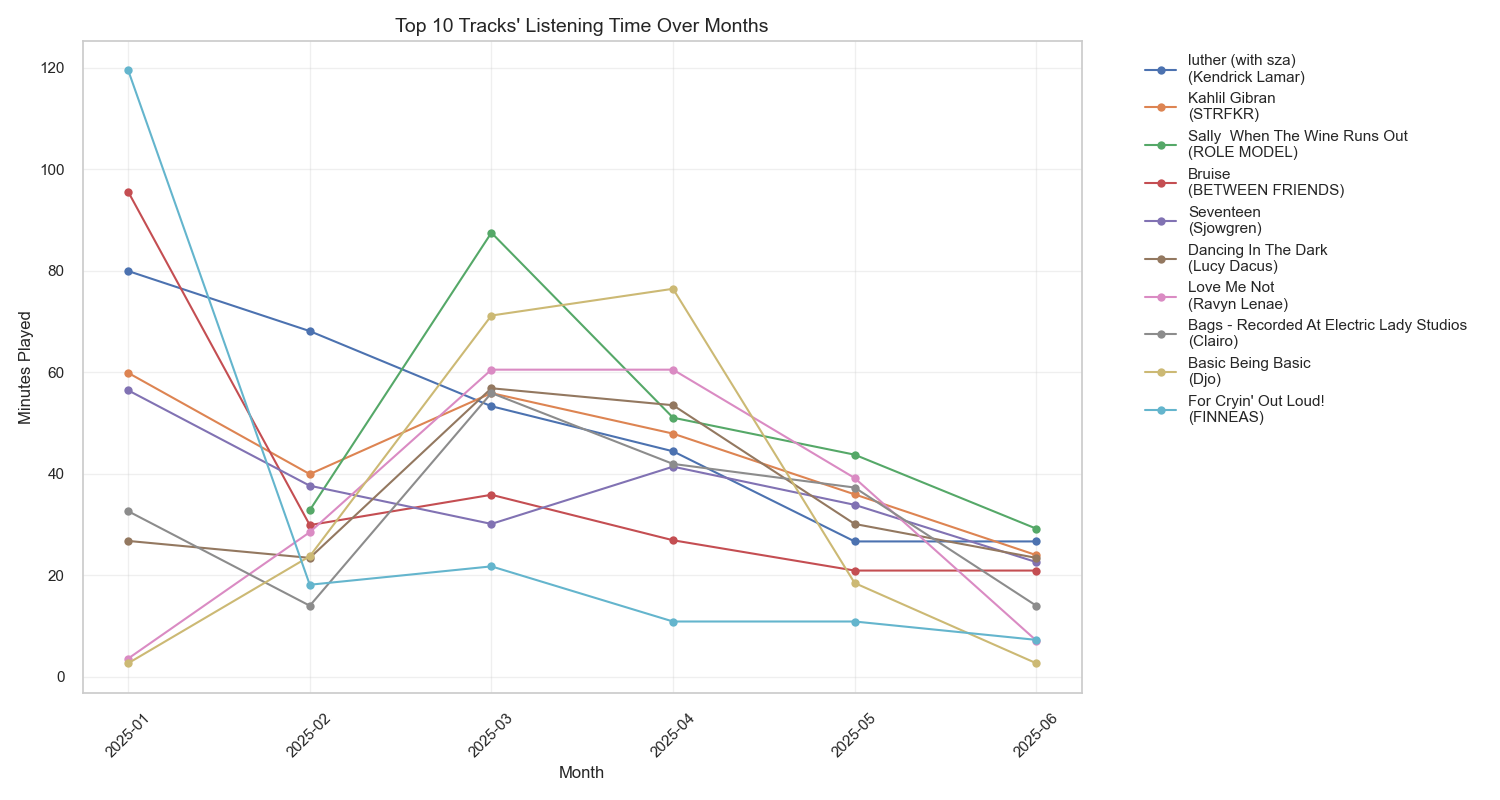 Top 10 Tracks' Listening Time Over Months
120
100
80
60
40
20
0
Minutes Played
2025-01
2025-02
2025-03
2025-04
2025-05
2025-06
Month
luther (with sza)
(Kendrick Lamar)
Kahlil Gibran
(STRFKR)
Sally  When The Wine Runs Out
(ROLE MODEL)
Bruise
(BETWEEN FRIENDS)
Seventeen
(Sjowgren)
Dancing In The Dark
(Lucy Dacus)
Love Me Not
(Ravyn Lenae)
Bags - Recorded At Electric Lady Studios
(Clairo)
Basic Being Basic
(Djo)
For Cryin' Out Loud!
(FINNEAS)